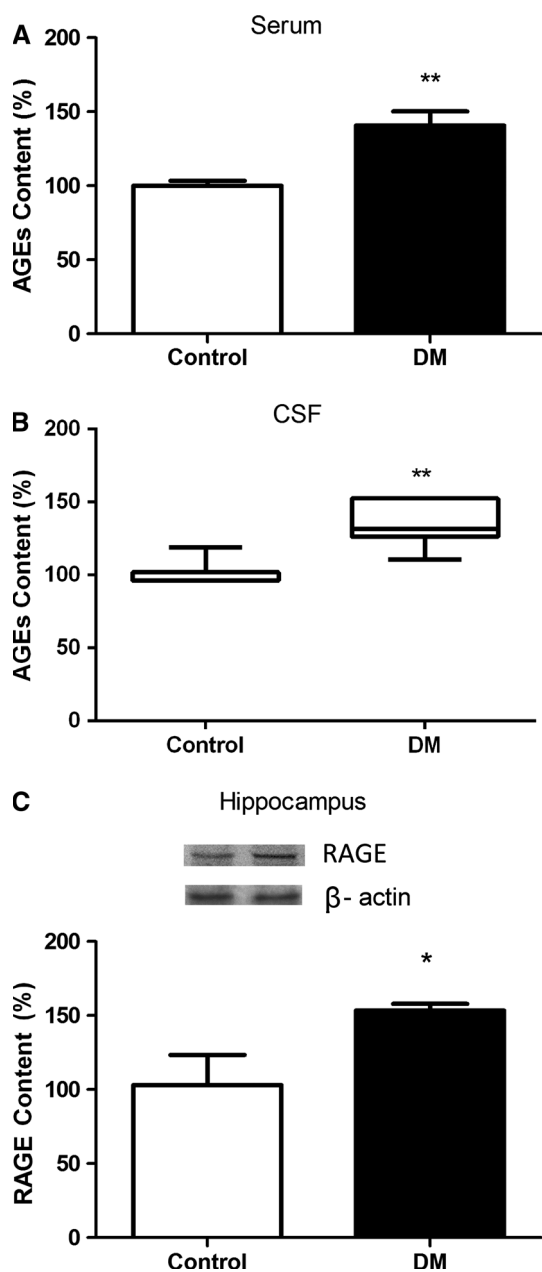 A
Serum
AGEs Content (%)
200
150
100
50
0
**
Control DM
B
CSF
AGEs Content (%)
200
150
100
50
0
**
Control DM
C
Hippocampus
RAGE
β- actin
RAGE Content (%)
200
150
100
50
0
*
Control DM